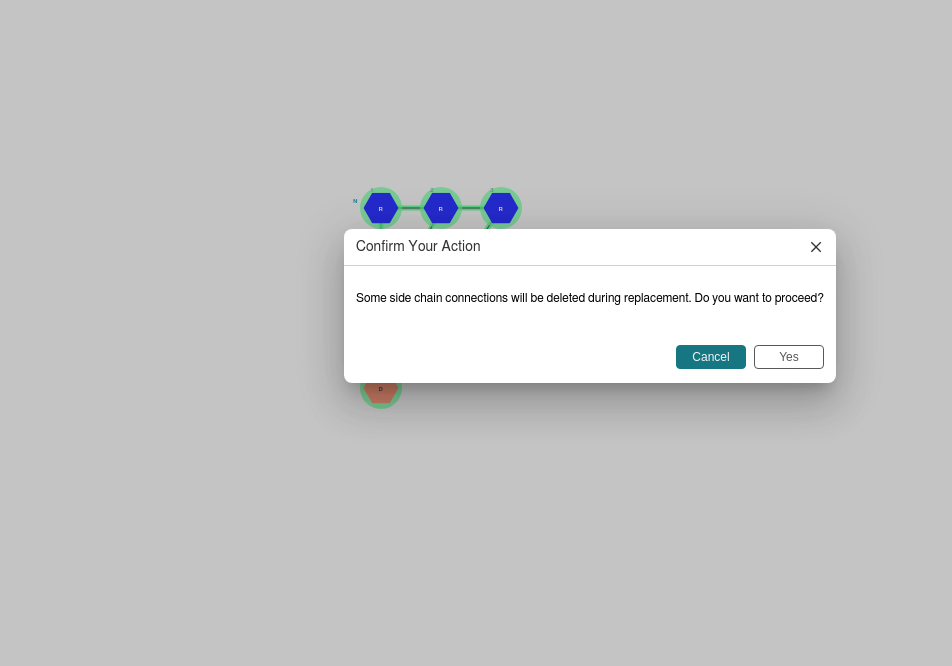 N
R
R
R
Confirm Your Action
Some side chain connections will be deleted during replacement. Do you want to proceed?
Cancel
Yes
D